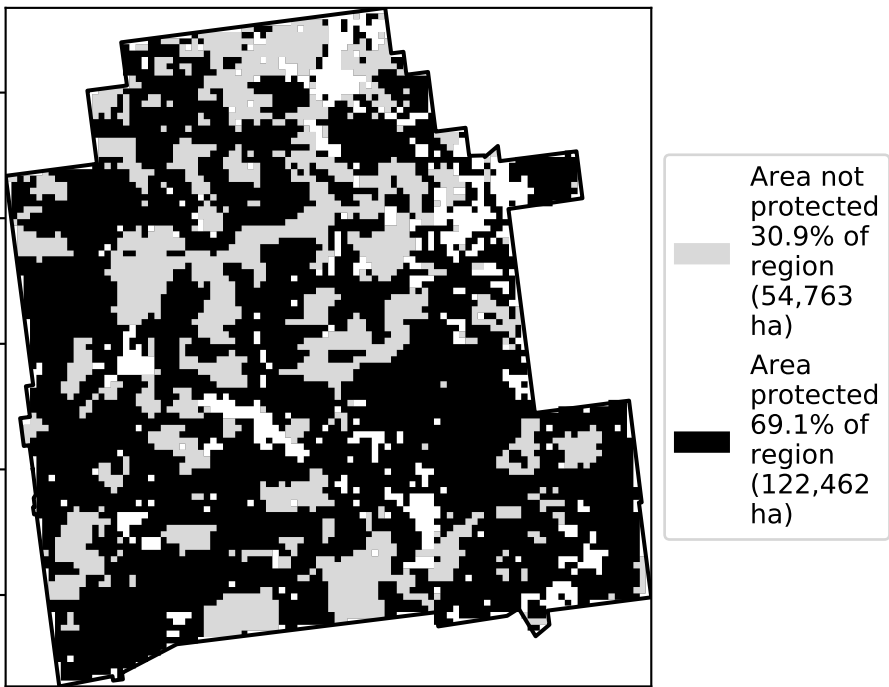 Area not
protected
30.9% of
region
(54,763
ha)
Area
protected
69.1% of
region
(122,462
ha)